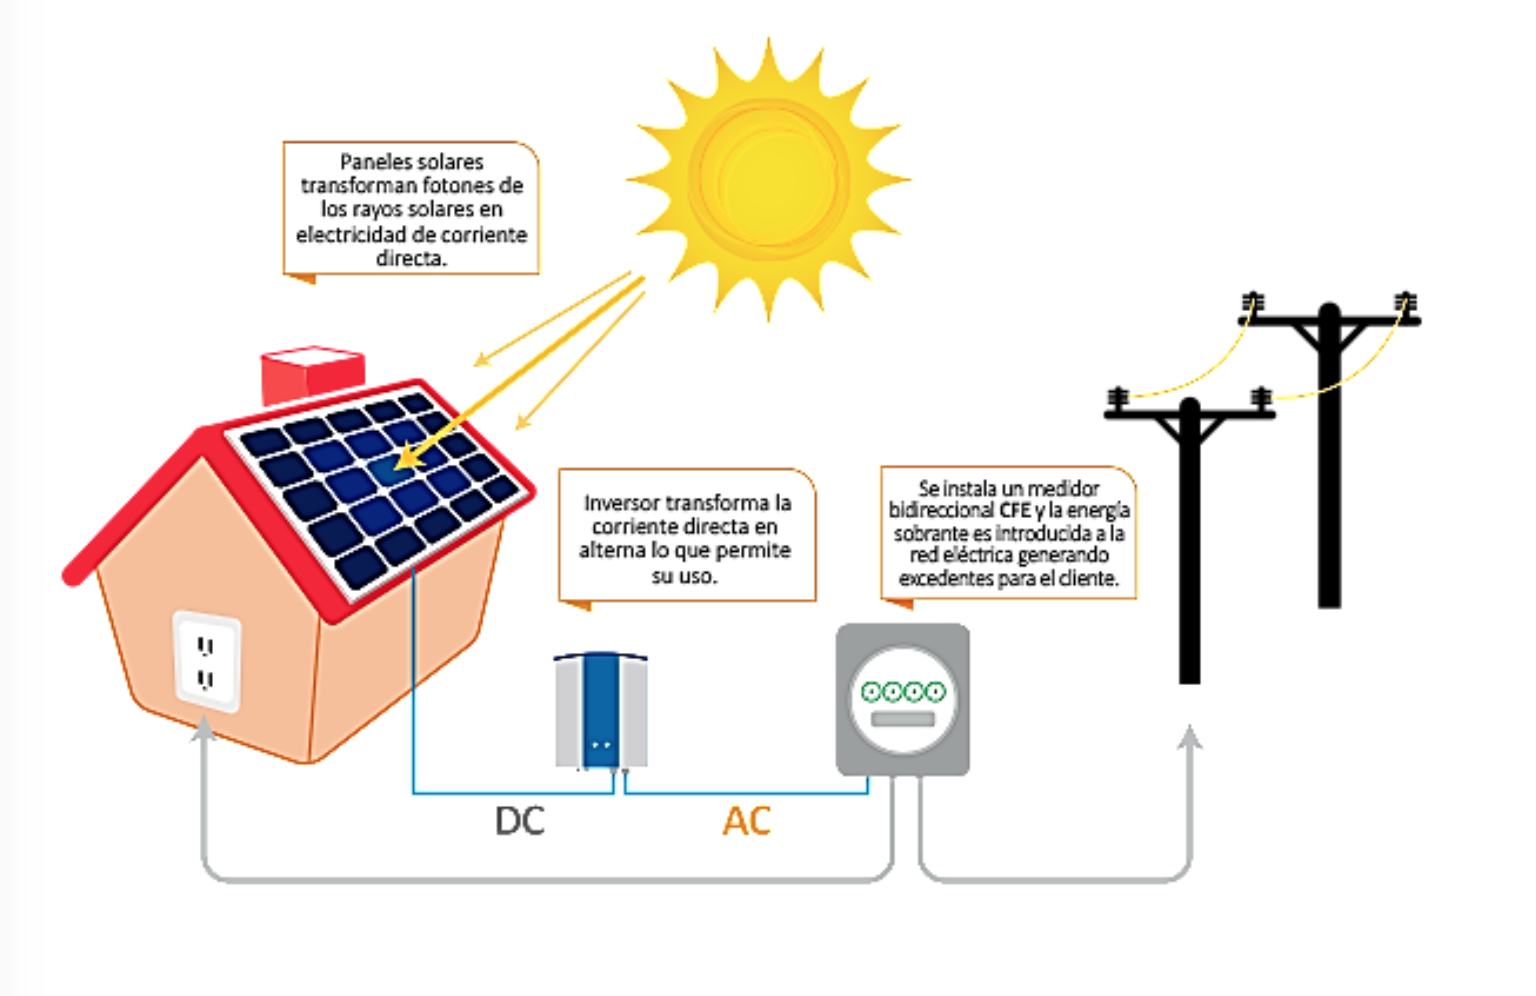 Paneles solares
transforman fotones de
los rayos solares en
electricidad de corriente
directa.
Inversor transforma la
corriente directa en
alterna lo que permite
su uso.
Se instala un medidor
bidireccional CFE y la energía
sobrante es introducida a la
red eléctrica generando
excedentes para el cliente.
DC
AC